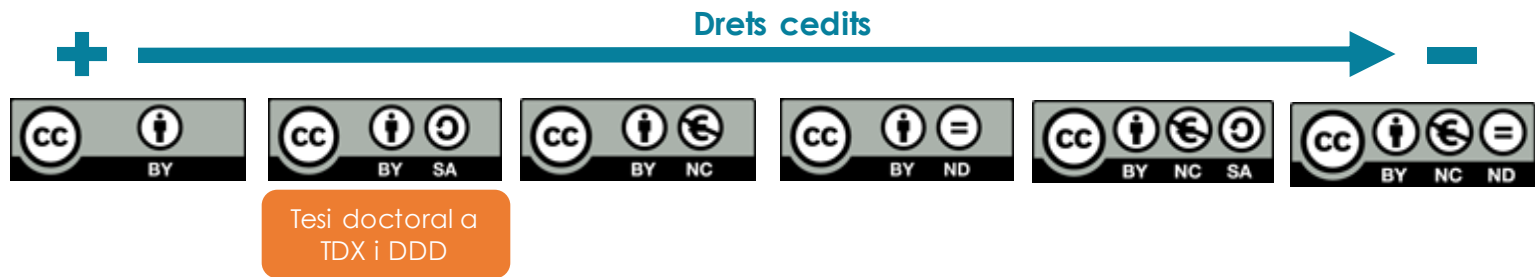 Drets cedits
+ −
cc BY
cc BY SA
cc BY NC
cc BY ND
cc BY NC SA
cc BY NC ND
Tesi doctoral a
TDX i DDD